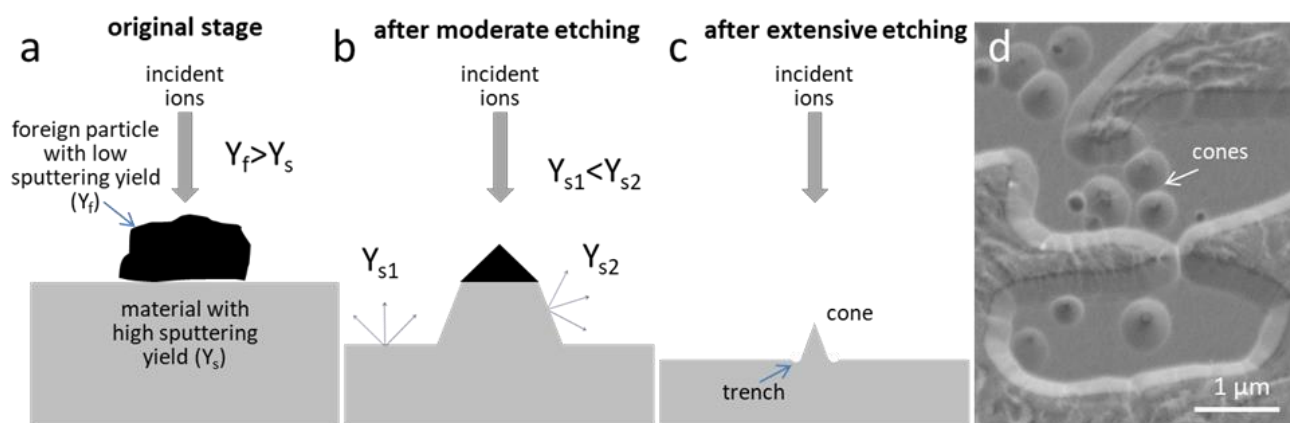 a
original stage
incident
ions
foreign particle
with low
sputtering yield
(Yf)
Yf>Ys
material with
high sputtering
yield (Ys)
b
after moderate etching
incident
ions
Ys1<Ys2
Ys1
Ys2
c
after extensive etching
incident
ions
cone
trench
d
cones
1 µm